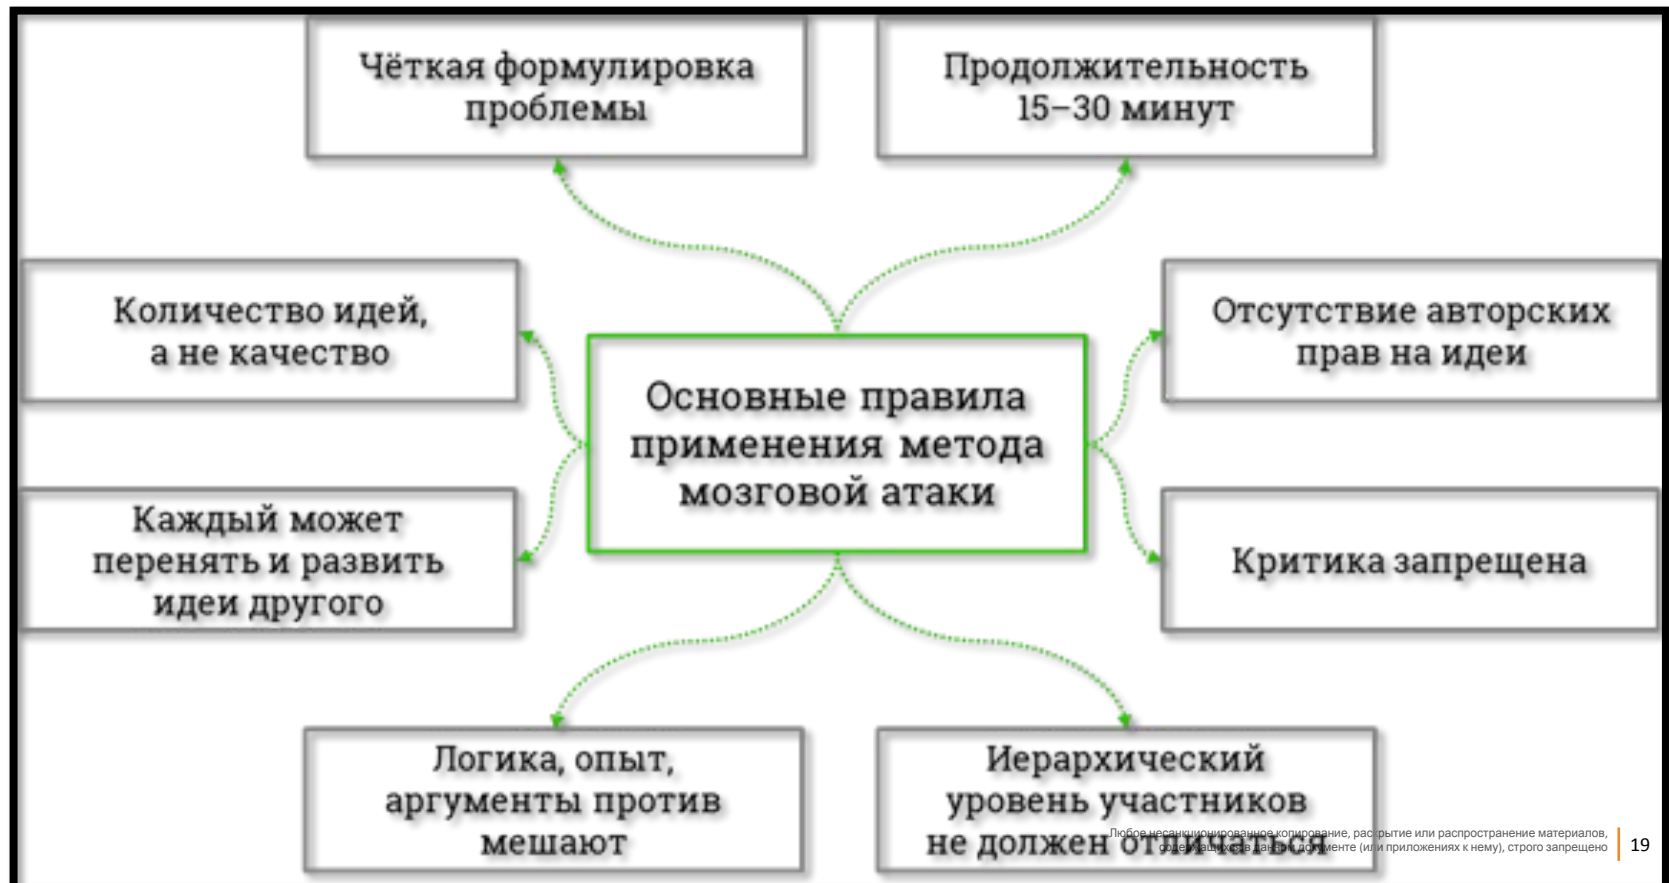 Чёткая формулировка
проблемы
Продолжительность
15–30 минут
Количество идей,
а не качество
Основные правила
применения метода
мозговой атаки
Отсутствие авторских
прав на идеи
Каждый может
перенять и развить
идеи другого
Критика запрещена
Логика, опыт,
аргументы против
мешают
Иерархический
уровень участников
не должен отличаться
Любое несанкционированное копирование, раскрытие или распространение материалов,
содержащихся в данном документе (или приложениях к нему), строго запрещено
19